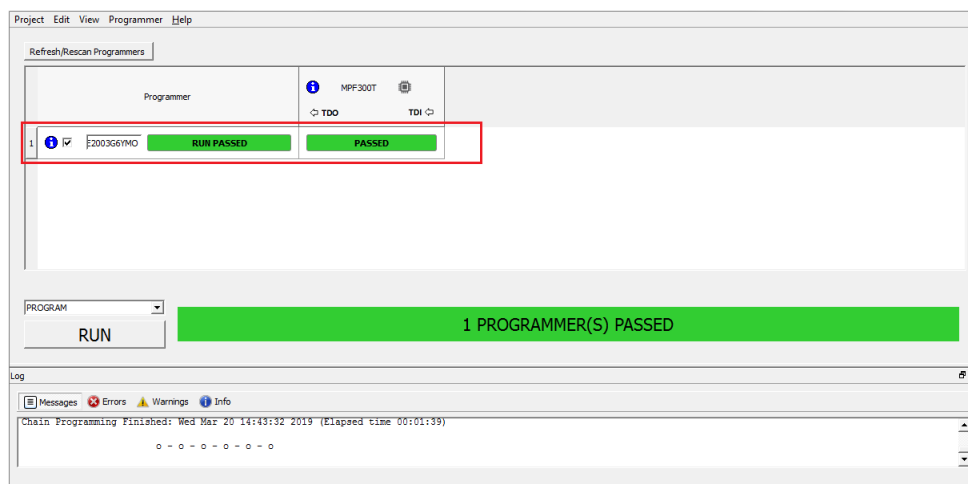 Project Edit View Programmer Help
Refresh/Rescan Programmers
Programmer
MPF300T
TDO TDI
1 E2003G6YMO RUN PASSED PASSED
PROGRAM
RUN
1 PROGRAMMER(S) PASSED
Log
Messages Errors Warnings Info
Chain Programming Finished: Wed Mar 20 14:43:32 2019 (Elapsed time 00:01:39)
o - o - o - o - o - o